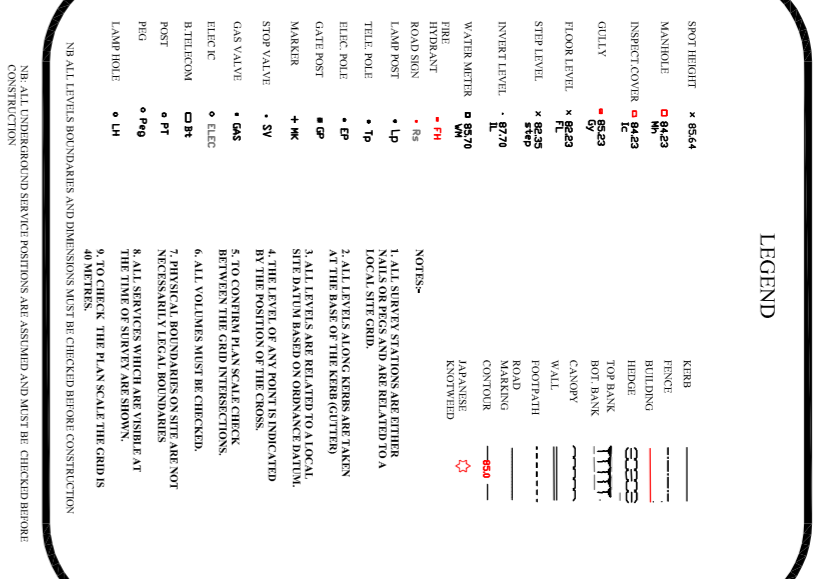 LEGEND
SPOT HEIGHT × 85.64
MANHOLE 84.23
Mh
INSPECT.COVER 84.23
Ic
GULLY 85.23
Gy
FLOOR LEVEL × 82.23
FL
STEP LEVEL × 82.35
step
INVERT LEVEL · 87.70
IL
WATER METER 85.70
WM
FIRE
HYDRANT FH
ROAD SIGN Rs
LAMP POST Lp
TELE. POLE Tp
ELEC. POLE EP
GATE POST GP
MARKER + MK
STOP VALVE SV
GAS VALVE GAS
ELEC IC ELEC
B.TELECOM Bt
POST PT
PEG Peg
LAMP HOLE LH
KERB
FENCE
BUILDING
HEDGE
TOP BANK
BOT. BANK
CANOPY
WALL
FOOTPATH
ROAD
MARKING
CONTOUR 85.0
JAPANESE
KNOTWEED
NOTES:-
1. ALL SURVEY STATIONS ARE EITHER
NAILS OR PEGS AND ARE RELATED TO A
LOCAL SITE GRID.
2. ALL LEVELS ALONG KERBS ARE TAKEN
AT THE BASE OF THE KERB (GUTTER)
3. ALL LEVELS ARE RELATED TO A LOCAL
SITE DATUM BASED ON ORDNANCE DATUM.
4. THE LEVEL OF ANY POINT IS INDICATED
BY THE POSITION OF THE CROSS.
5. TO CONFIRM PLAN SCALE CHECK
BETWEEN THE GRID INTERSECTIONS.
6. ALL VOLUMES MUST BE CHECKED.
7. PHYSICAL BOUNDARIES ON SITE ARE NOT
NECESSARILY LEGAL BOUNDARIES
8. ALL SERVICES WHICH ARE VISIBLE AT
THE TIME OF SURVEY ARE SHOWN.
9. TO CHECK THE PLAN SCALE THE GRID IS
40 METRES.
NB ALL LEVELS BOUNDARIES AND DIMENSIONS MUST BE CHECKED BEFORE CONSTRUCTION
NB: ALL UNDERGROUND SERVICE POSITIONS ARE ASSUMED AND MUST BE CHECKED BEFORE
CONSTRUCTION